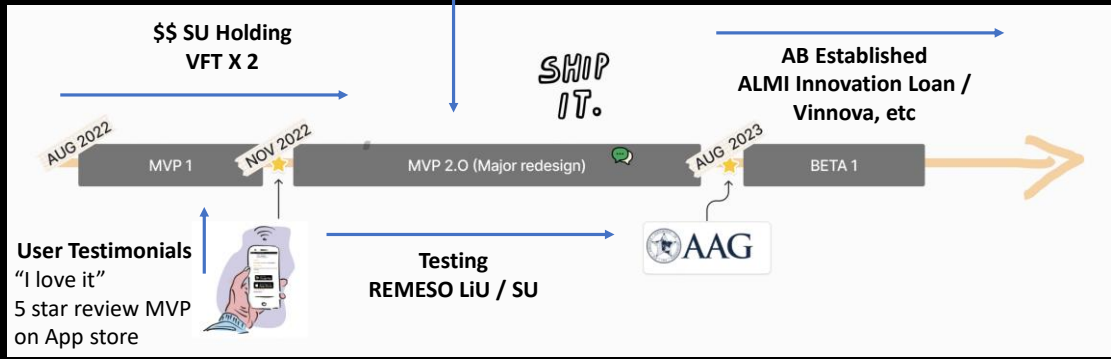 $$ SU Holding
VFT X 2
SHIP
IT.
AB Established
ALMI Innovation Loan /
Vinnova, etc
AUG 2022
MVP 1
NOV 2022
MVP 2.0 (Major redesign)
AUG 2023
BETA 1
User Testimonials
“I love it”
5 star review MVP
on App store
Testing
REMESO LiU / SU
AAG